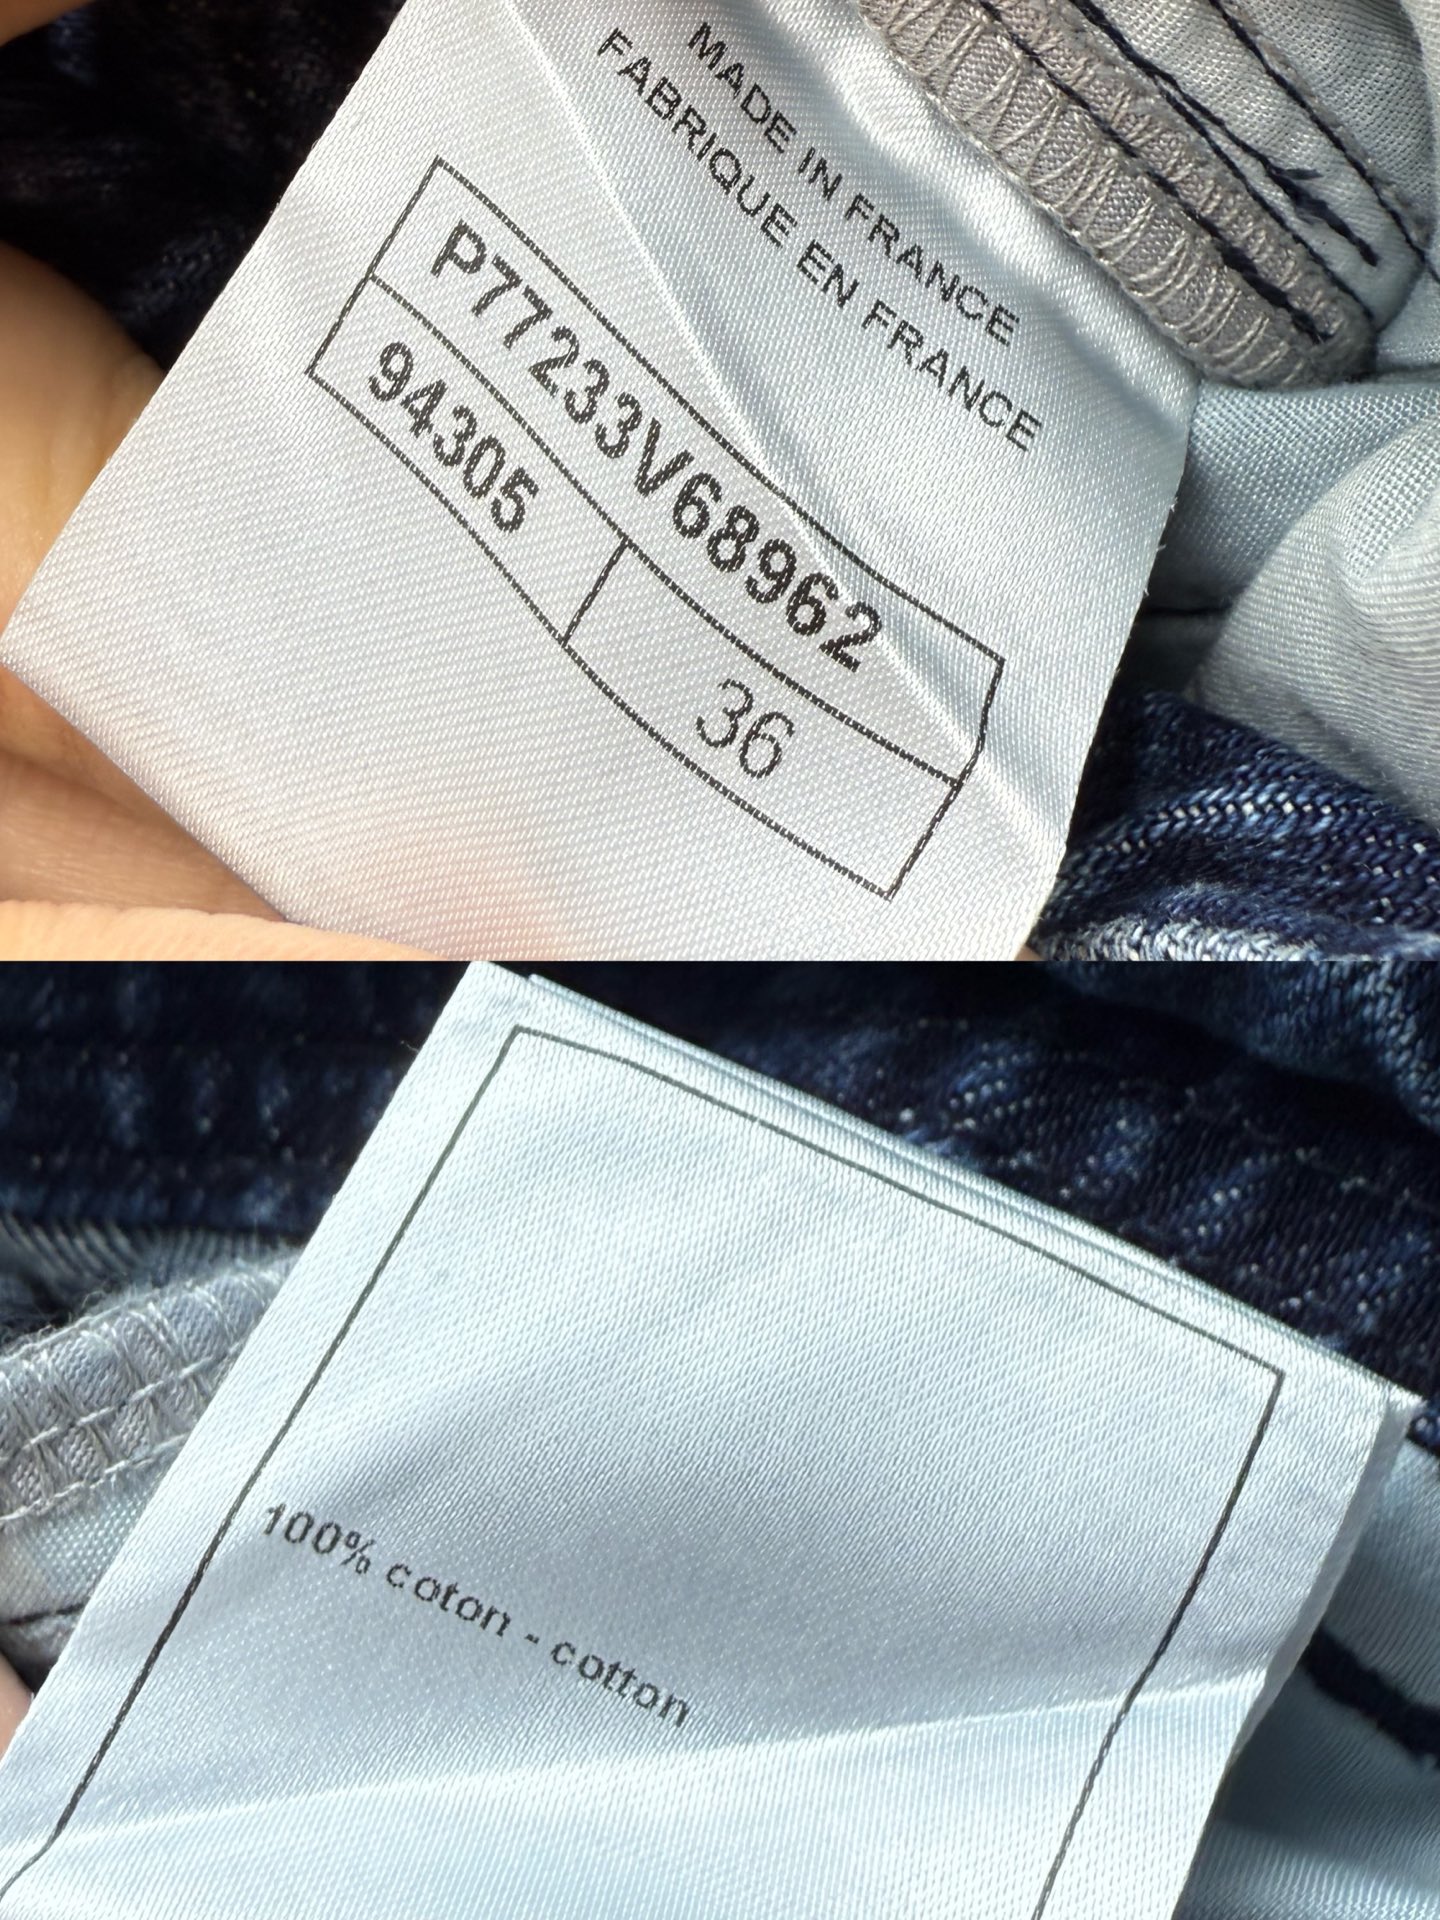 MADE IN FRANCE
FABRIQUE EN FRANCE
P77233V68962
94305 36
100% coton - cotton